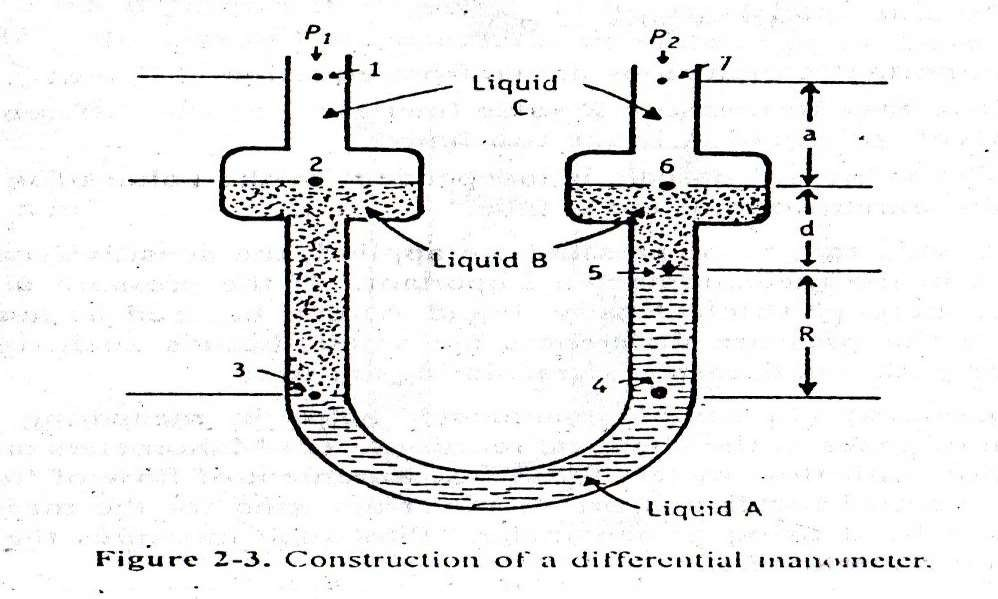 P₁
P₂
1
7
Liquid
C
a
2
6
d
Liquid B
5
R
3
4
Liquid A
Figure 2-3. Construction of a differential manometer.